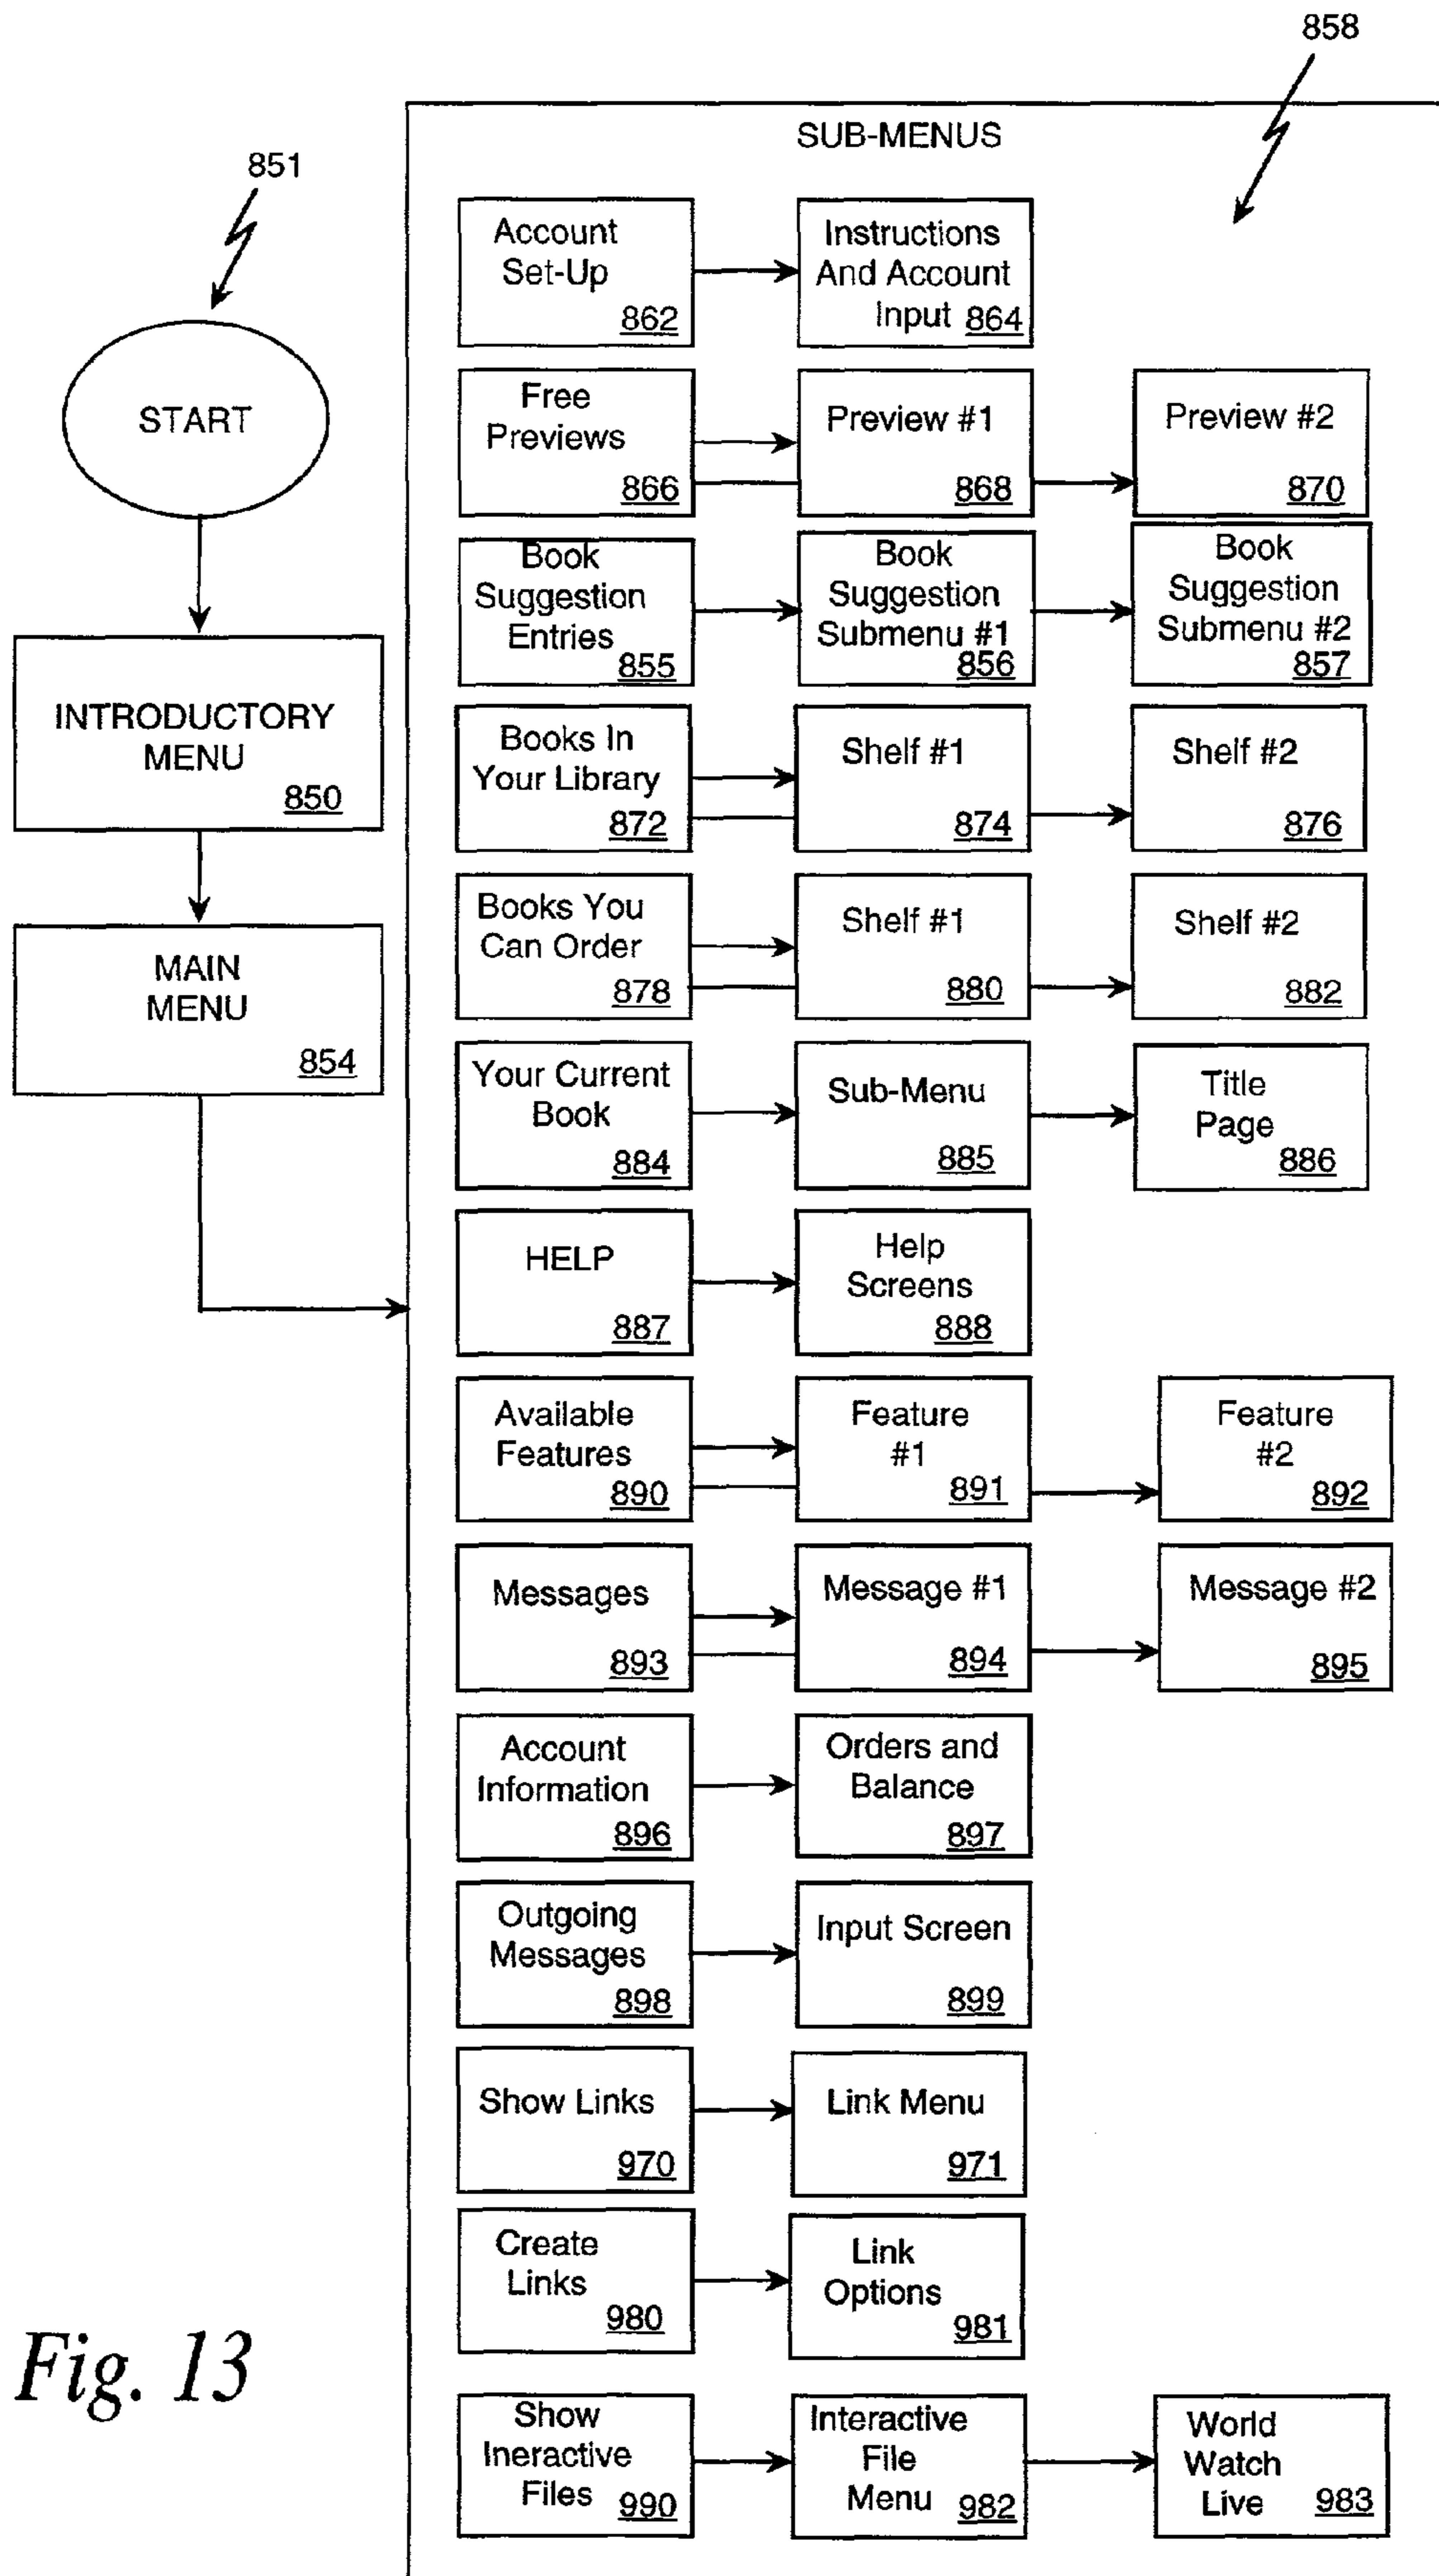 858
SUB-MENUS
851
START
INTRODUCTORY
MENU
850
MAIN
MENU
854
Account
Set-Up
862
Instructions
And Account
Input 864
Free
Previews
866
Preview #1
868
Preview #2
870
Book
Suggestion
Entries
855
Book
Suggestion
Submenu #1
856
Book
Suggestion
Submenu #2
857
Books In
Your Library
872
Shelf #1
874
Shelf #2
876
Books You
Can Order
878
Shelf #1
880
Shelf #2
882
Your Current
Book
884
Sub-Menu
885
Title
Page
886
HELP
887
Help
Screens
888
Available
Features
890
Feature
#1
891
Feature
#2
892
Messages
893
Message #1
894
Message #2
895
Account
Information
896
Orders and
Balance
897
Outgoing
Messages
898
Input Screen
899
Show Links
970
Link Menu
971
Create
Links
980
Link
Options
981
Show
Ineractive
Files 990
Interactive
File
Menu 982
World
Watch
Live 983
Fig. 13